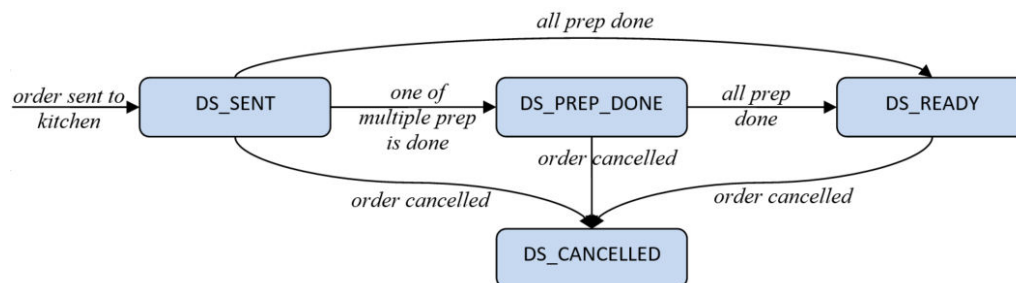 all prep done
order sent to
kitchen
DS_SENT
one of
multiple prep
is done
DS_PREP_DONE
all prep
done
DS_READY
order cancelled
order cancelled
order cancelled
DS_CANCELLED